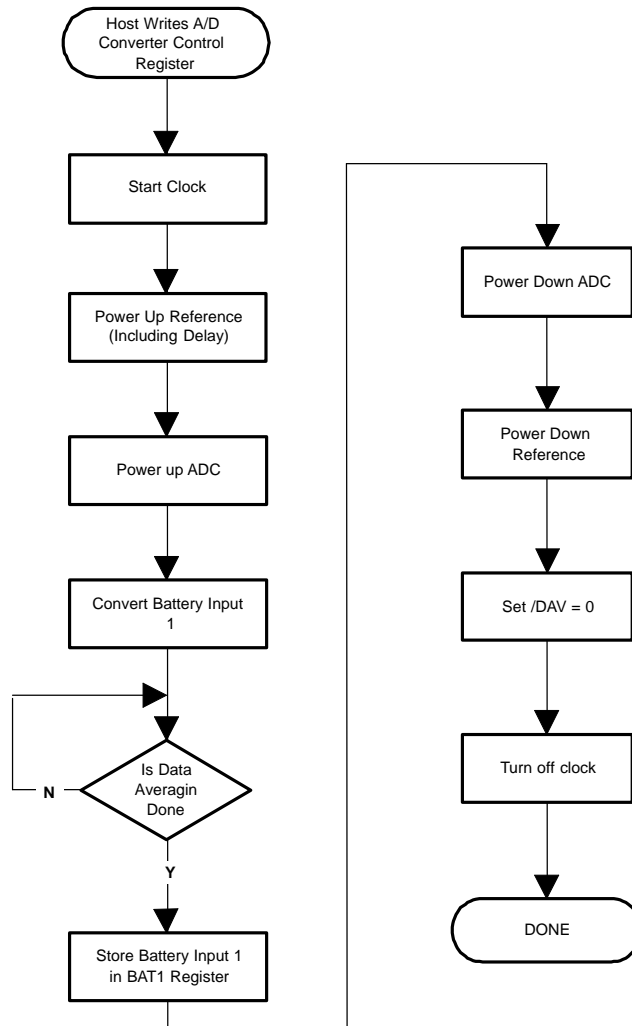 Host Writes A/D
Converter Control
Register
Start Clock
Power Up Reference
(Including Delay)
Power up ADC
Convert Battery Input
1
Is Data
Averagin
Done
N
Y
Store Battery Input 1
in BAT1 Register
Power Down ADC
Power Down
Reference
Set /DAV = 0
Turn off clock
DONE